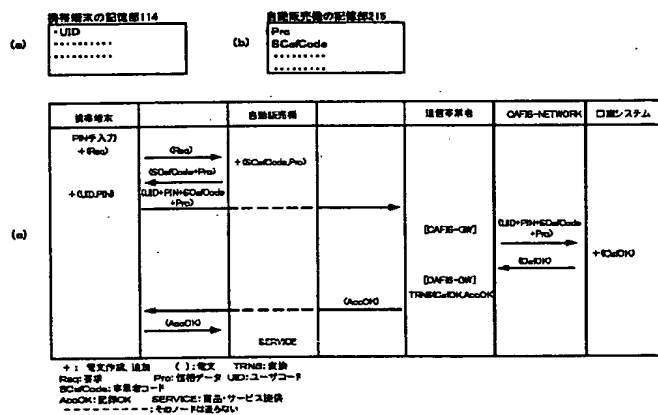 携帯端末の記憶部114
(a)
・UID
自動販売機の記憶部215
(b)
Pro
SCafCode
(c)
携帯端末 自動販売機 通信事業者 CAFIS-NETWORK 口座システム
PIN手入力
+(Req)
(Req)
+(SCafCode,Pro)
(SCafCode+Pro)
+(UID,PIN)
(UID+PIN+SCafCode
+Pro)
[CAFIS-GW]
(UID+PIN+SCafCode
+Pro)
+(CafOK)
(CafOK)
[CAFIS-GW]
TRNS(CafOK,AccOK)
(AccOK)
(AccOK)
SERVICE
+: 電文作成、追加 ( ):電文 TRNS:変換
Req:要求 Pro:価格データ UID:ユーザコード
SCafCode:事業者コード
AccOK:記録OK SERVICE:商品・サービス提供
:そのノードは通らない